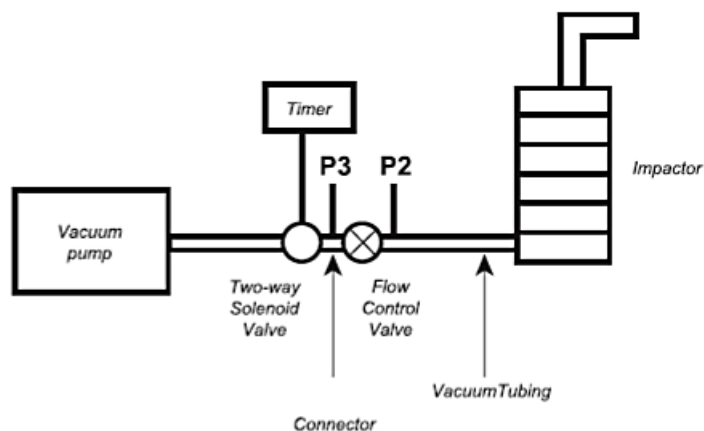 Timer
P3
P2
Impactor
Vacuum
pump
Two-way
Solenoid
Valve
Flow
Control
Valve
VacuumTubing
Connector